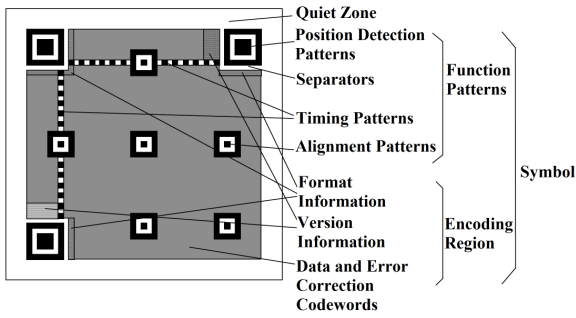 Quiet Zone
Position Detection
Patterns
Separators
Timing Patterns
Alignment Patterns
Format
Information
Version
Information
Data and Error
Correction
Codewords
Function
Patterns
Encoding
Region
Symbol